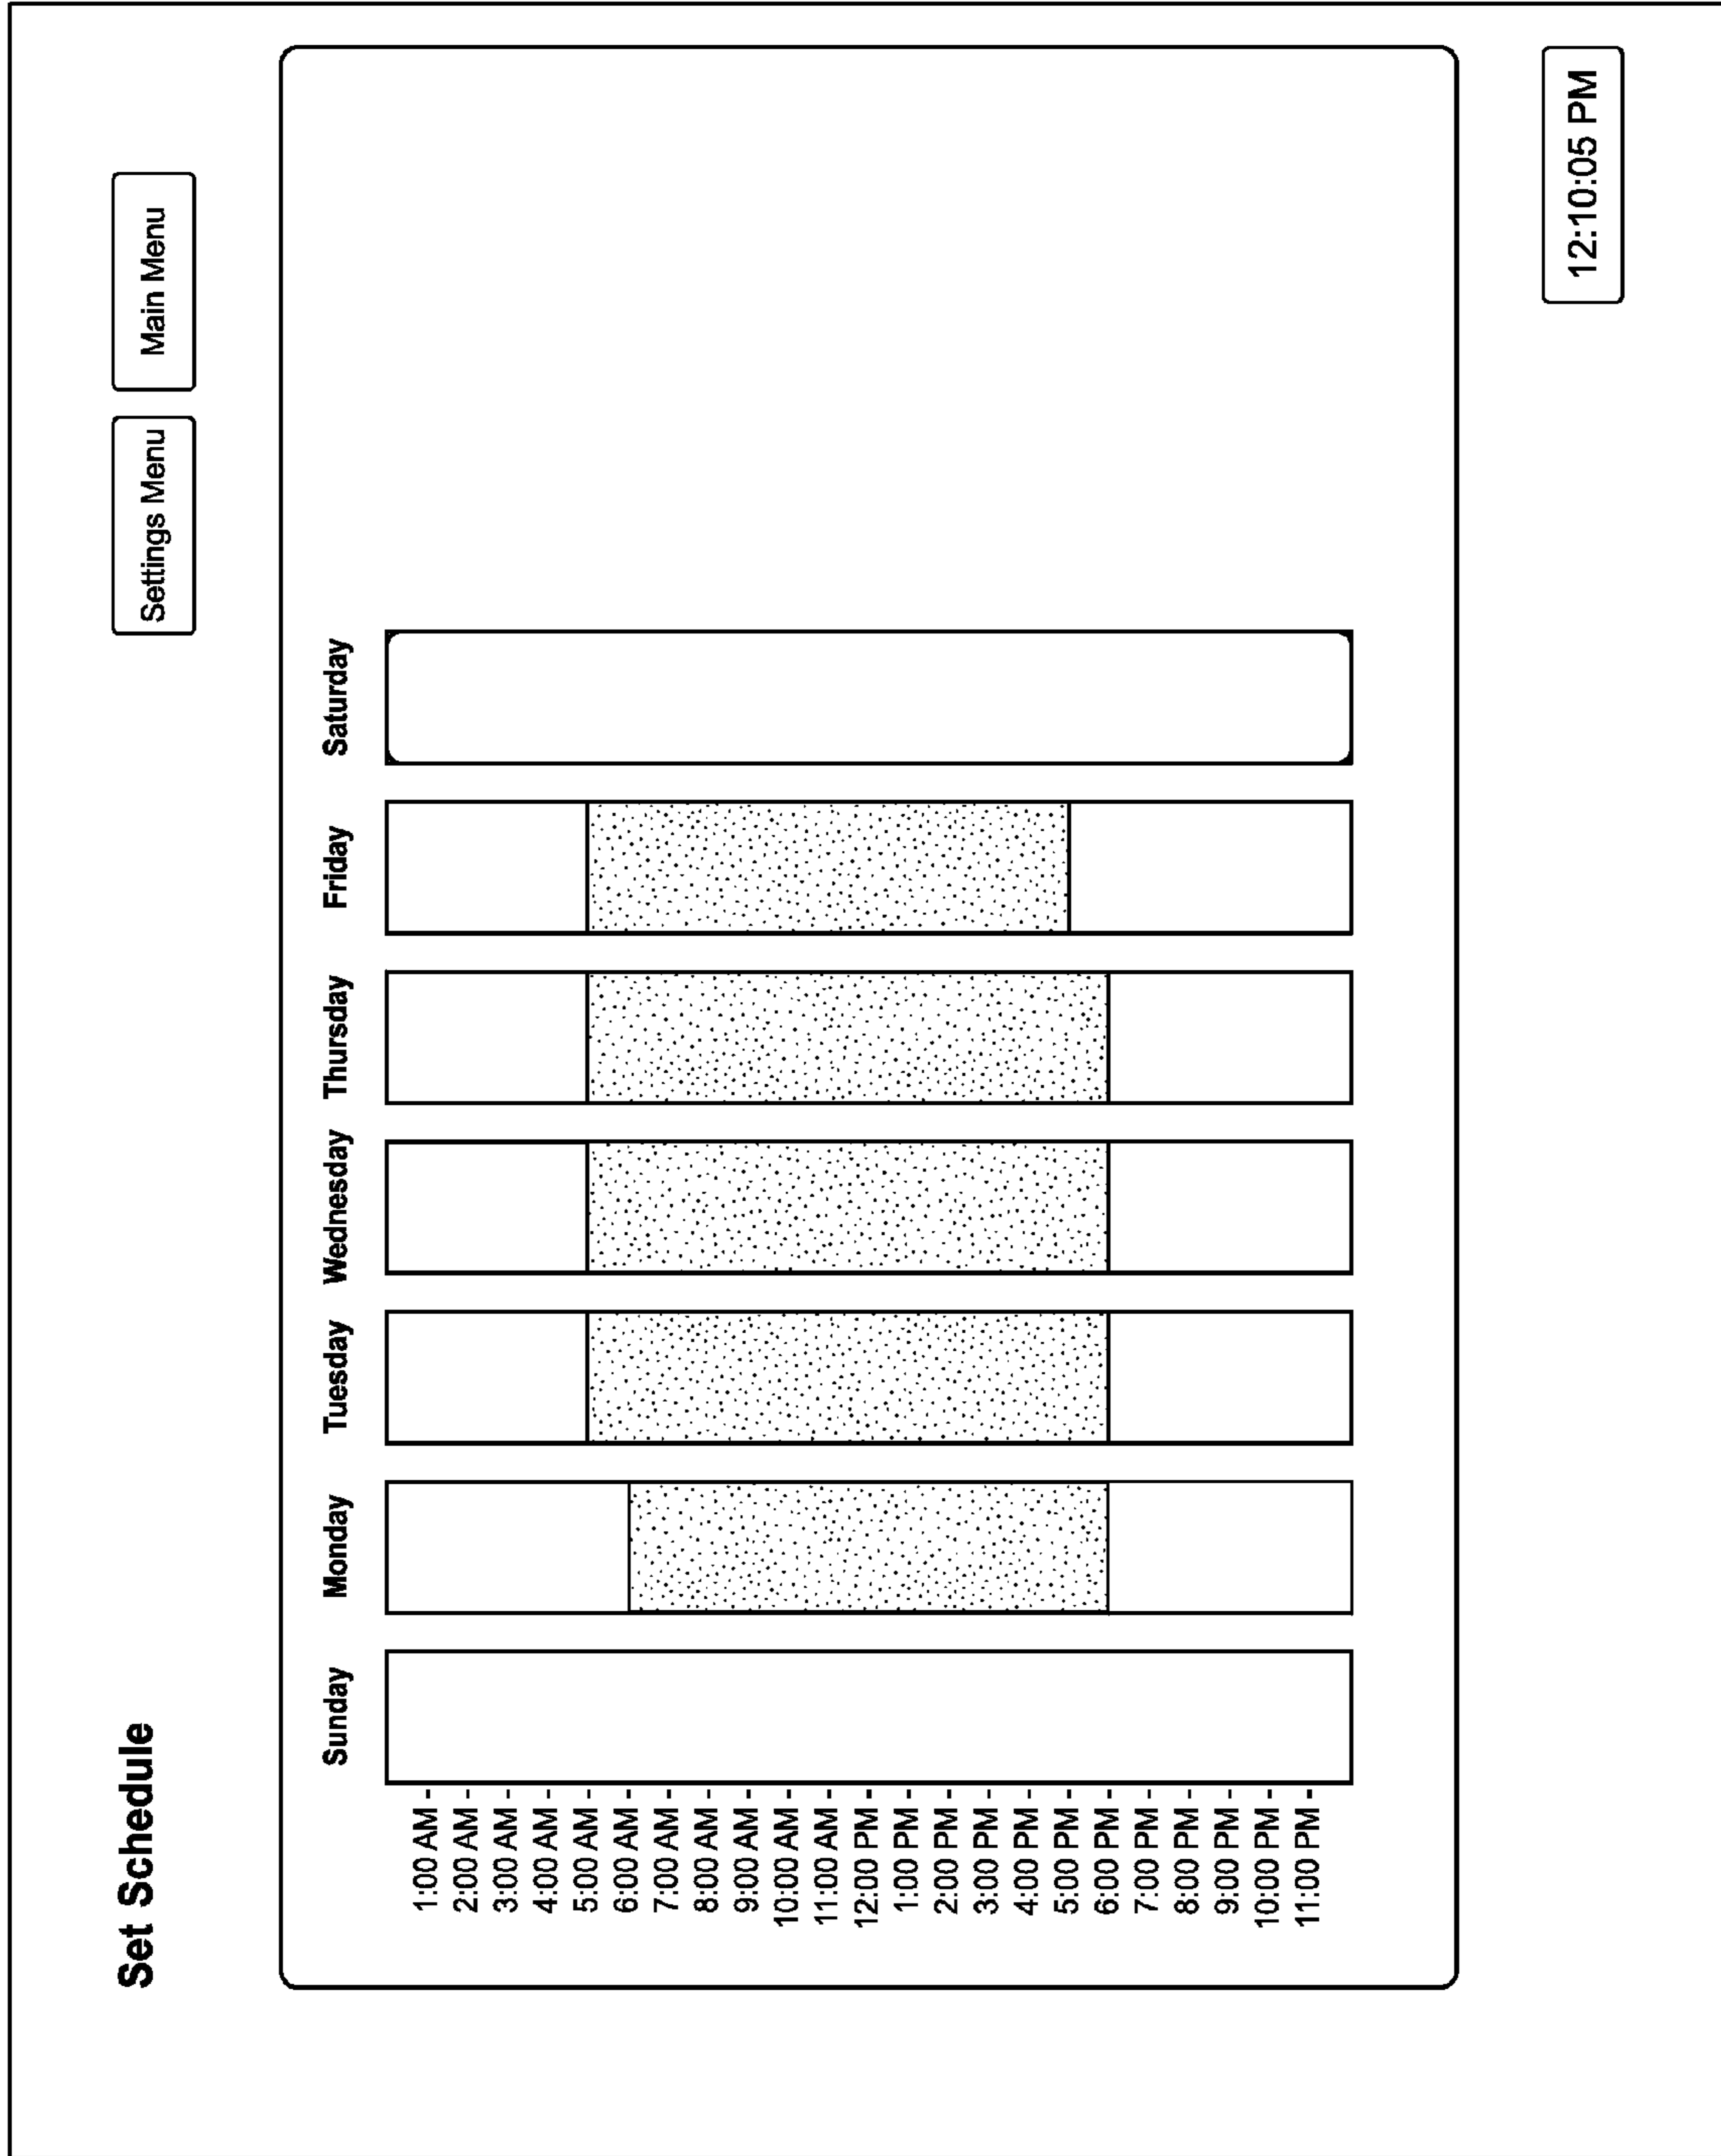 Set Schedule
Settings Menu
Main Menu
Sunday
Monday
Tuesday
Wednesday
Thursday
Friday
Saturday
1:00 AM -
2:00 AM -
3:00 AM -
4:00 AM -
5:00 AM -
6:00 AM -
7:00 AM -
8:00 AM -
9:00 AM -
10:00 AM -
11:00 AM -
12:00 PM -
1:00 PM -
2:00 PM -
3:00 PM -
4:00 PM -
5:00 PM -
6:00 PM -
7:00 PM -
8:00 PM -
9:00 PM -
10:00 PM -
11:00 PM -
12:10:05 PM